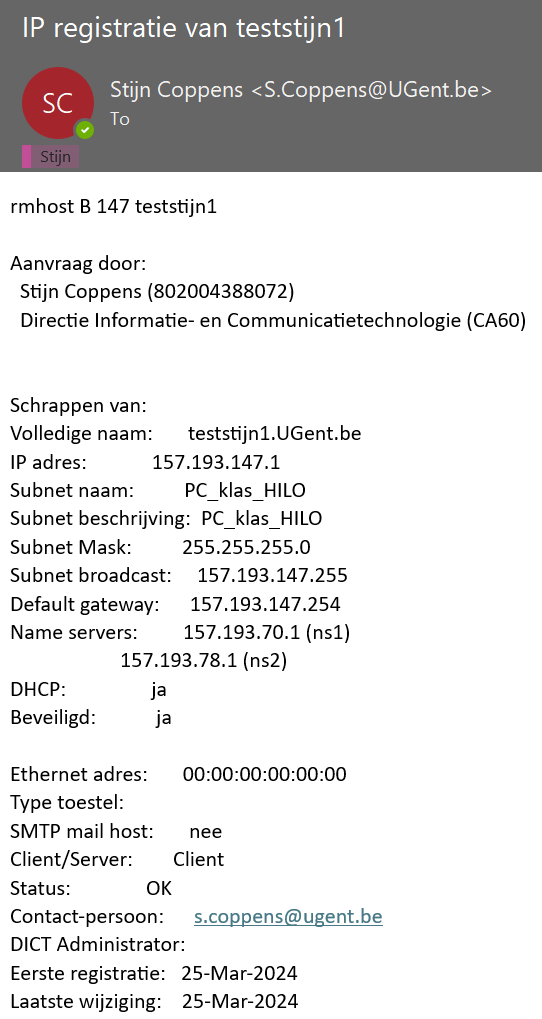 IP registratie van teststijn1
SC
Stijn Coppens <S.Coppens@UGent.be>
To
Stijn
rmhost B 147 teststijn1
Aanvraag door:
Stijn Coppens (802004388072)
Directie Informatie- en Communicatietechnologie (CA60)
Schrappen van:
Volledige naam: teststijn1.UGent.be
IP adres: 157.193.147.1
Subnet naam: PC_klas_HILO
Subnet beschrijving: PC_klas_HILO
Subnet Mask: 255.255.255.0
Subnet broadcast: 157.193.147.255
Default gateway: 157.193.147.254
Name servers: 157.193.70.1 (ns1)
157.193.78.1 (ns2)
DHCP: ja
Beveiligd: ja
Ethernet adres: 00:00:00:00:00:00
Type toestel:
SMTP mail host: nee
Client/Server: Client
Status: OK
Contact-persoon: s.coppens@ugent.be
DICT Administrator:
Eerste registratie: 25-Mar-2024
Laatste wijziging: 25-Mar-2024